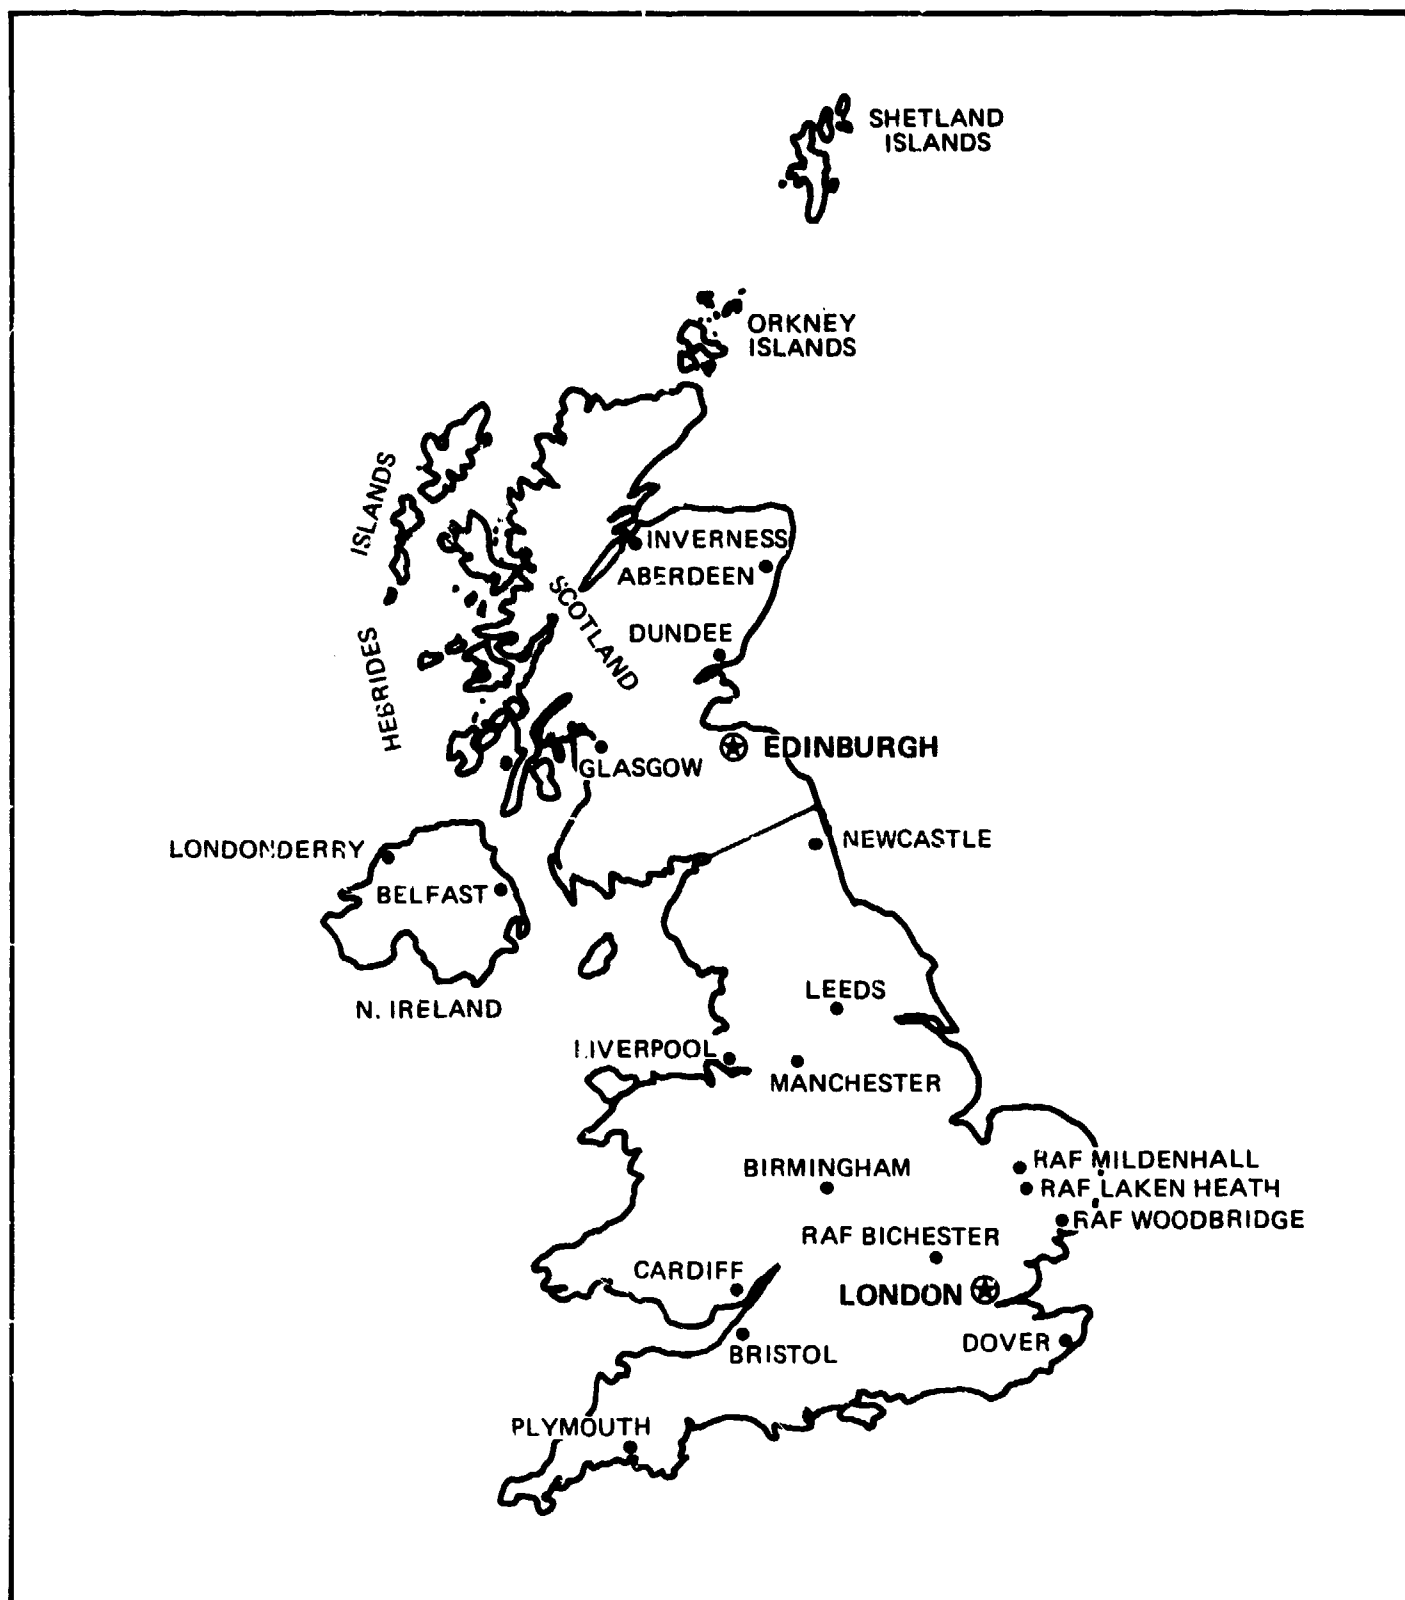 SHETLAND
ISLANDS
ORKNEY
ISLANDS
ISLANDS
HEBRIDES
INVERNESS
ABERDEEN
SCOTLAND
DUNDEE
EDINBURGH
GLASGOW
NEWCASTLE
LONDONDERRY
BELFAST
N. IRELAND
LEEDS
LIVERPOOL
MANCHESTER
BIRMINGHAM
RAF MILDENHALL
RAF LAKEN HEATH
RAF WOODBRIDGE
RAF BICHESTER
CARDIFF
LONDON
DOVER
BRISTOL
PLYMOUTH